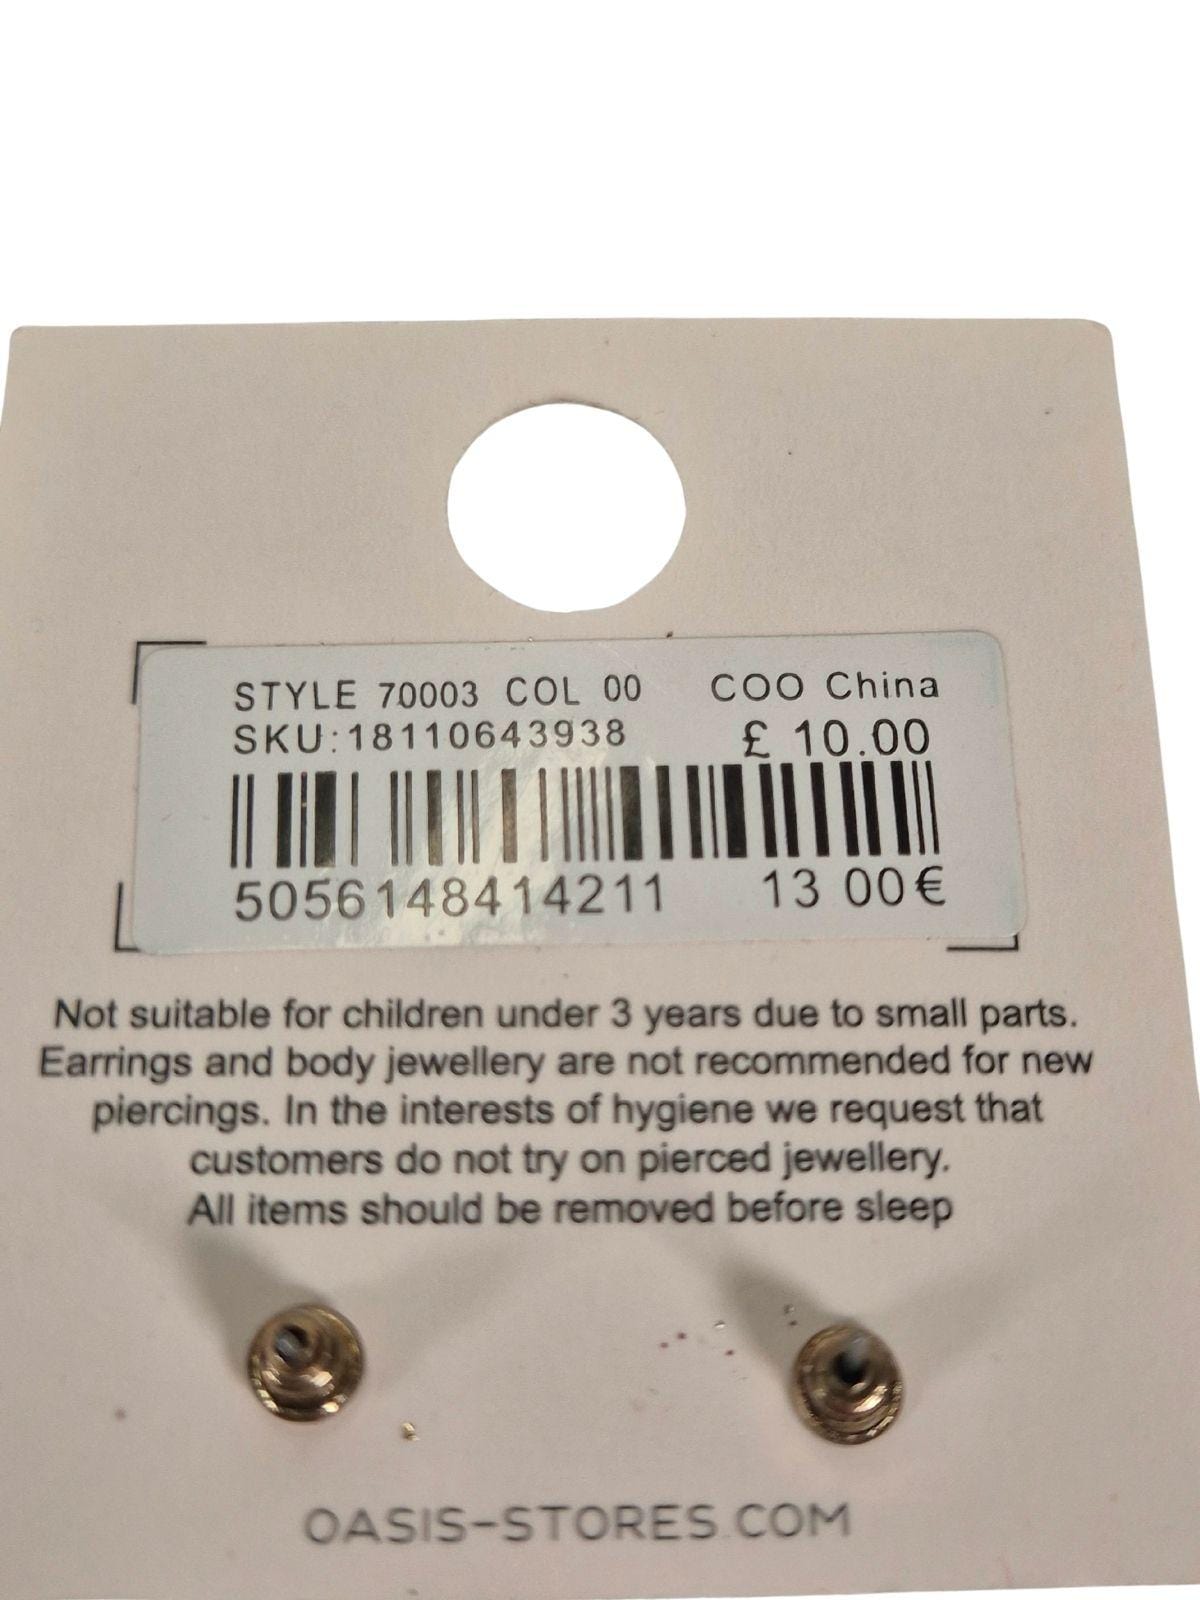 STYLE 70003 COL 00 COO China
SKU:18110643938 £ 10.00
5056148414211 13 00€
Not suitable for children under 3 years due to small parts.
Earrings and body jewellery are not recommended for new
piercings. In the interests of hygiene we request that
customers do not try on pierced jewellery.
All items should be removed before sleep
OASIS-STORES.COM